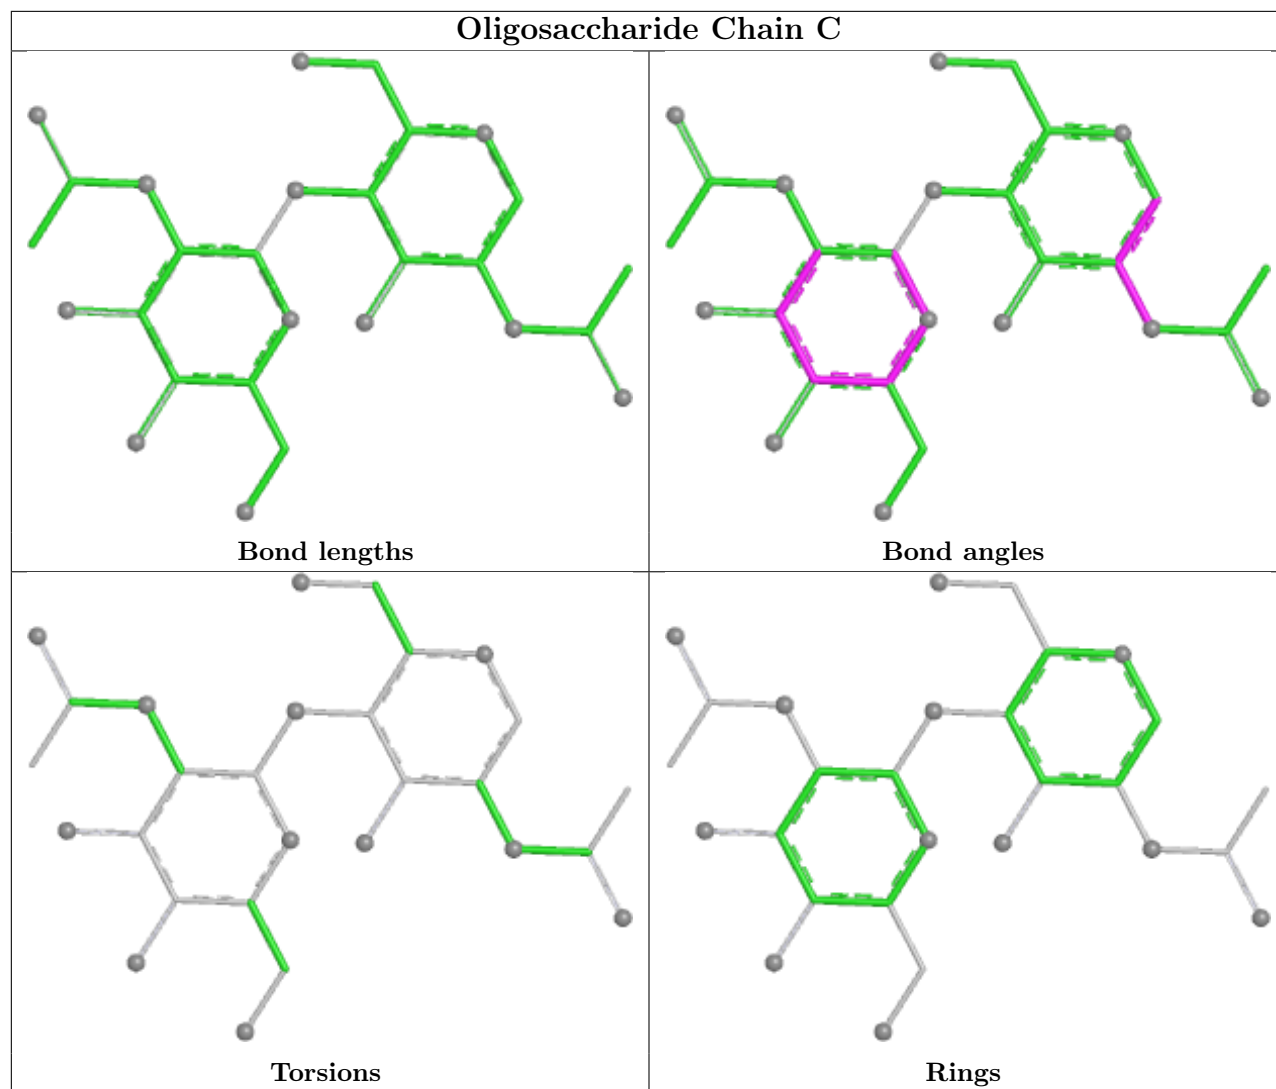 Oligosaccharide Chain C
Bond lengths
Bond angles
Torsions
Rings